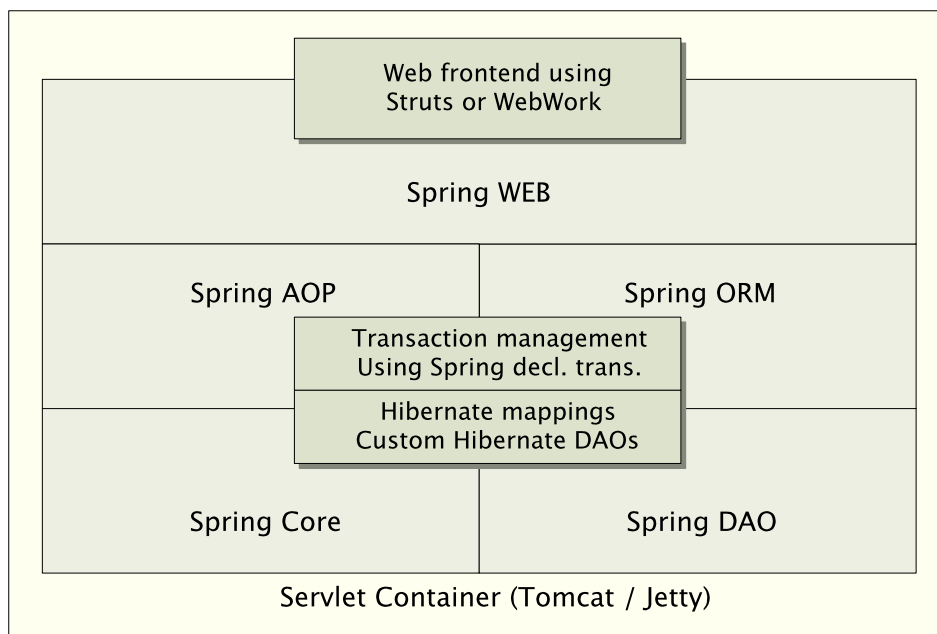 Web frontend using
Struts or WebWork
Spring WEB
Spring AOP
Spring ORM
Transaction management
Using Spring decl. trans.
Hibernate mappings
Custom Hibernate DAOs
Spring Core
Spring DAO
Servlet Container (Tomcat / Jetty)